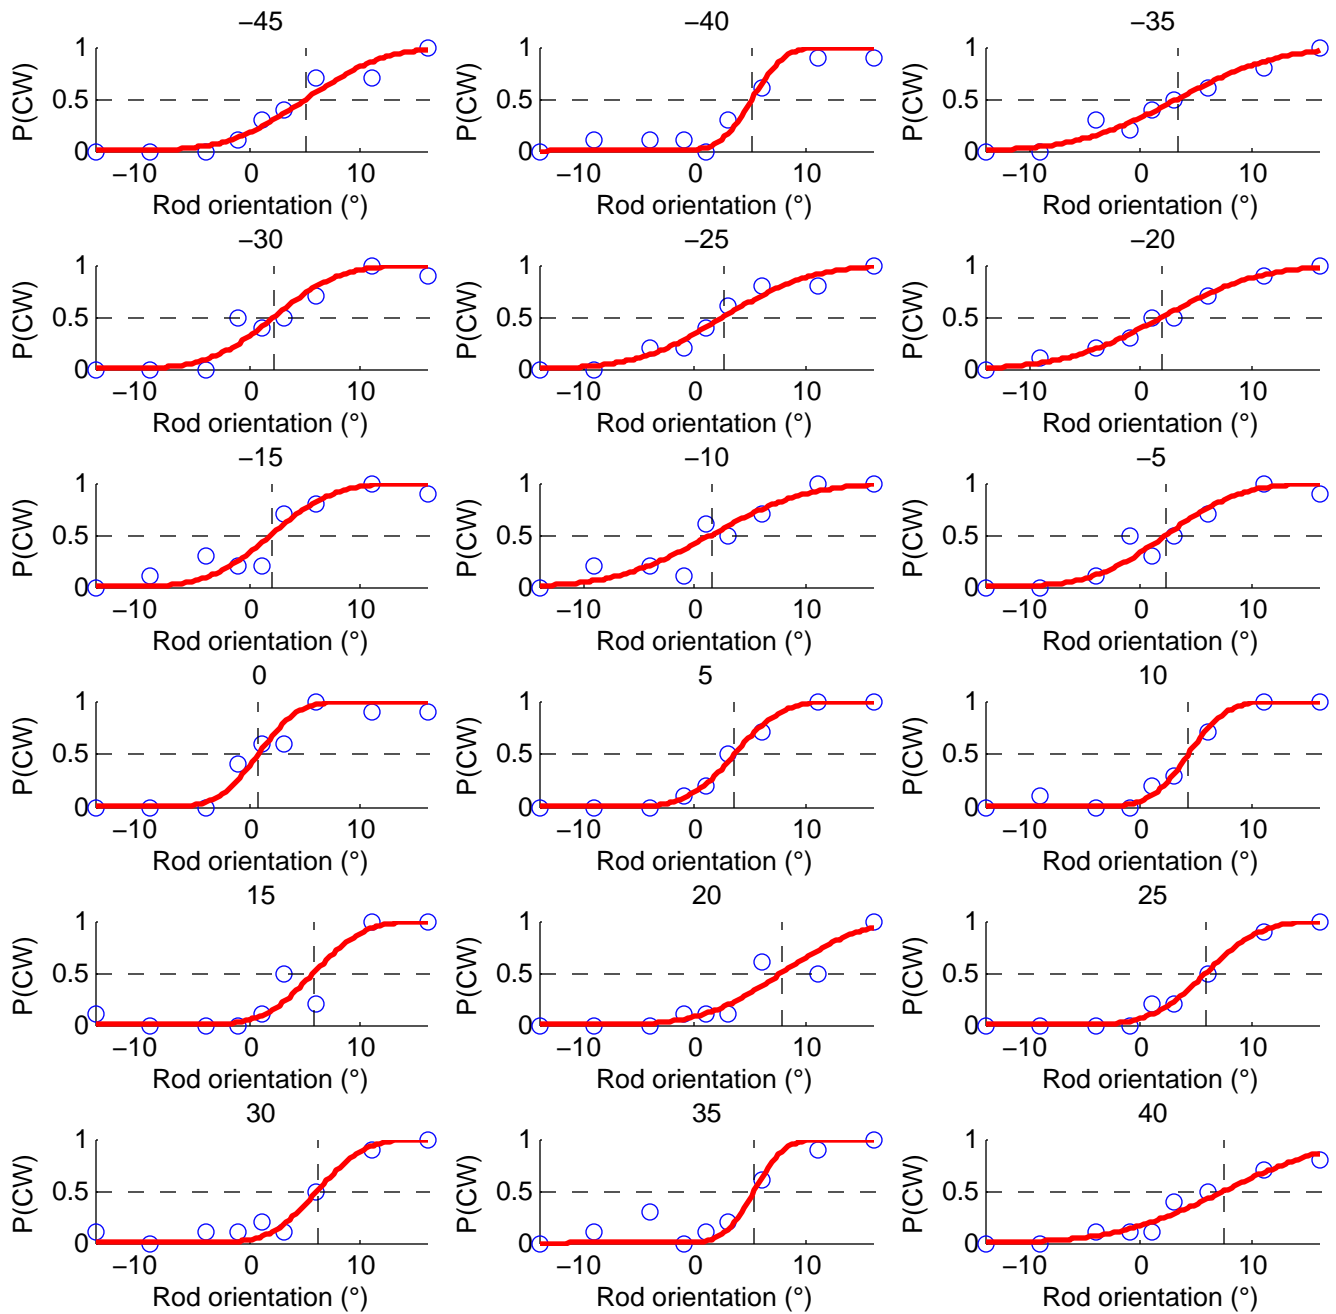 −45 −40 −35
1 1 1
P(CW) 0.5 P(CW) 0.5 P(CW) 0.5
0 0 0
−10 0 10 −10 0 10 −10 0 10
Rod orientation (°) Rod orientation (°) Rod orientation (°)
−30 −25 −20
1 1 1
P(CW) 0.5 P(CW) 0.5 P(CW) 0.5
0 0 0
−10 0 10 −10 0 10 −10 0 10
Rod orientation (°) Rod orientation (°) Rod orientation (°)
−15 −10 −5
1 1 1
P(CW) 0.5 P(CW) 0.5 P(CW) 0.5
0 0 0
−10 0 10 −10 0 10 −10 0 10
Rod orientation (°) Rod orientation (°) Rod orientation (°)
0 5 10
1 1 1
P(CW) 0.5 P(CW) 0.5 P(CW) 0.5
0 0 0
−10 0 10 −10 0 10 −10 0 10
Rod orientation (°) Rod orientation (°) Rod orientation (°)
15 20 25
1 1 1
P(CW) 0.5 P(CW) 0.5 P(CW) 0.5
0 0 0
−10 0 10 −10 0 10 −10 0 10
Rod orientation (°) Rod orientation (°) Rod orientation (°)
30 35 40
1 1 1
P(CW) 0.5 P(CW) 0.5 P(CW) 0.5
0 0 0
−10 0 10 −10 0 10 −10 0 10
Rod orientation (°) Rod orientation (°) Rod orientation (°)